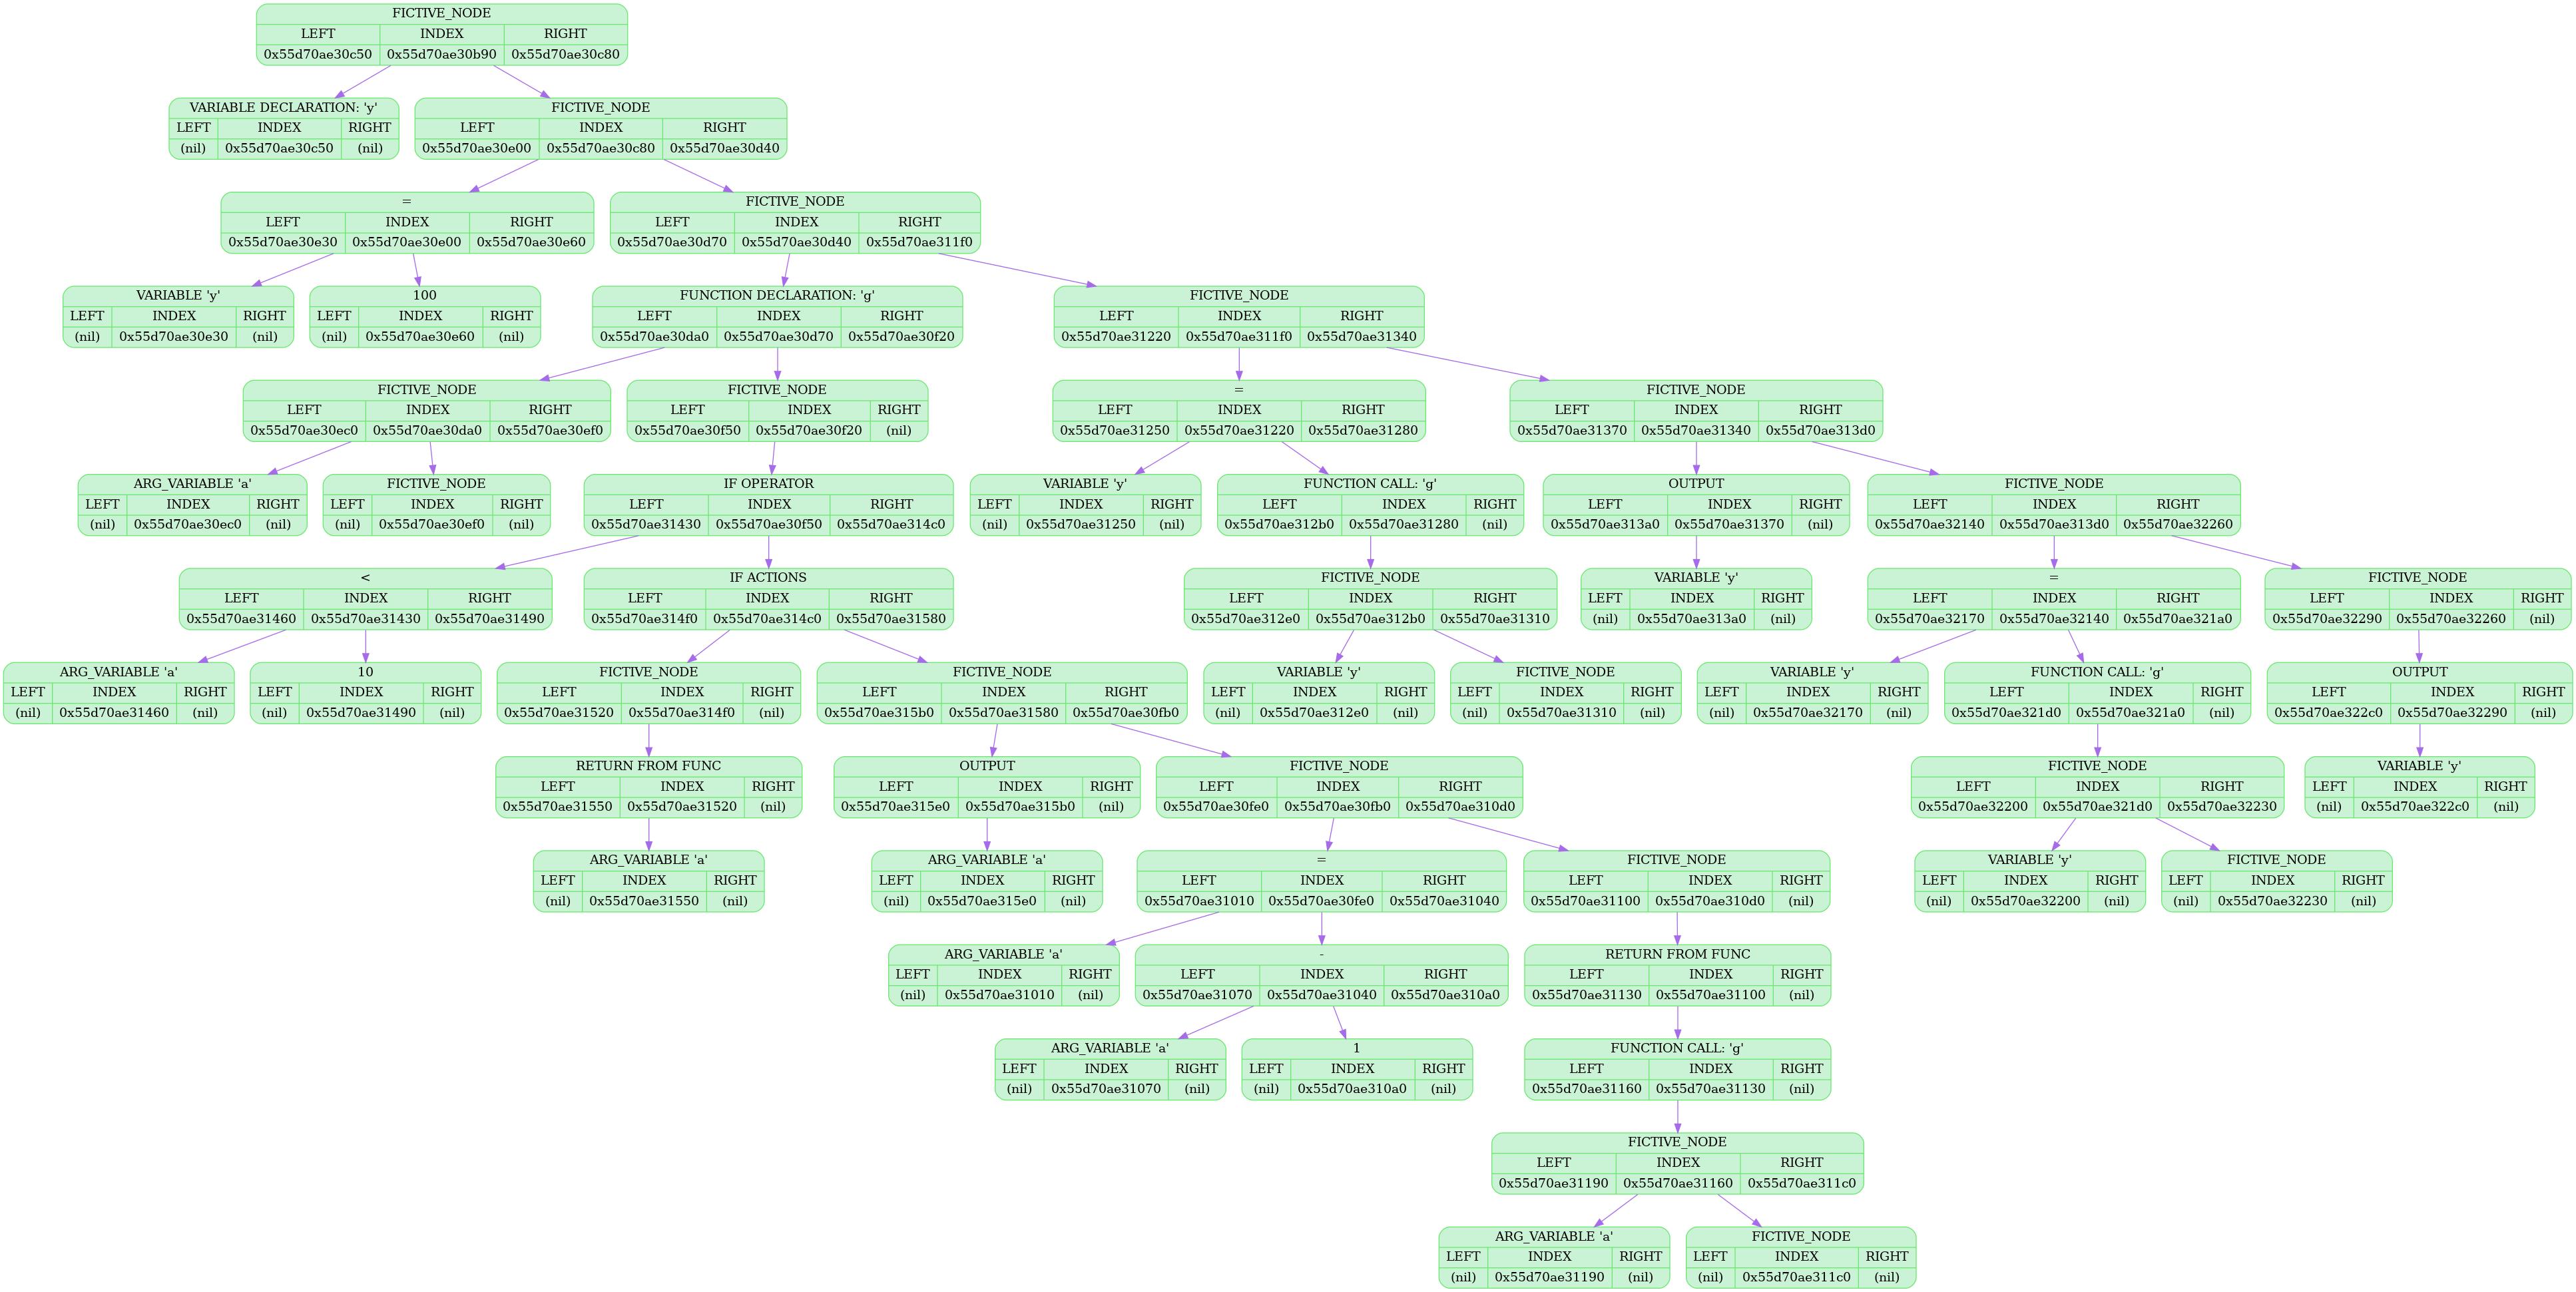 FICTIVE_NODE
LEFT INDEX RIGHT
0x55d70ae30c50 0x55d70ae30b90 0x55d70ae30c80
VARIABLE DECLARATION: 'y'
LEFT INDEX RIGHT
(nil) 0x55d70ae30c50 (nil)
FICTIVE_NODE
LEFT INDEX RIGHT
0x55d70ae30e00 0x55d70ae30c80 0x55d70ae30d40
=
LEFT INDEX RIGHT
0x55d70ae30e30 0x55d70ae30e00 0x55d70ae30e60
FICTIVE_NODE
LEFT INDEX RIGHT
0x55d70ae30d70 0x55d70ae30d40 0x55d70ae311f0
VARIABLE 'y'
LEFT INDEX RIGHT
(nil) 0x55d70ae30e30 (nil)
100
LEFT INDEX RIGHT
(nil) 0x55d70ae30e60 (nil)
FUNCTION DECLARATION: 'g'
LEFT INDEX RIGHT
0x55d70ae30da0 0x55d70ae30d70 0x55d70ae30f20
FICTIVE_NODE
LEFT INDEX RIGHT
0x55d70ae31220 0x55d70ae311f0 0x55d70ae31340
FICTIVE_NODE
LEFT INDEX RIGHT
0x55d70ae30ec0 0x55d70ae30da0 0x55d70ae30ef0
FICTIVE_NODE
LEFT INDEX RIGHT
0x55d70ae30f50 0x55d70ae30f20 (nil)
=
LEFT INDEX RIGHT
0x55d70ae31250 0x55d70ae31220 0x55d70ae31280
FICTIVE_NODE
LEFT INDEX RIGHT
0x55d70ae31370 0x55d70ae31340 0x55d70ae313d0
ARG_VARIABLE 'a'
LEFT INDEX RIGHT
(nil) 0x55d70ae30ec0 (nil)
FICTIVE_NODE
LEFT INDEX RIGHT
(nil) 0x55d70ae30ef0 (nil)
IF OPERATOR
LEFT INDEX RIGHT
0x55d70ae31430 0x55d70ae30f50 0x55d70ae314c0
VARIABLE 'y'
LEFT INDEX RIGHT
(nil) 0x55d70ae31250 (nil)
FUNCTION CALL: 'g'
LEFT INDEX RIGHT
0x55d70ae312b0 0x55d70ae31280 (nil)
OUTPUT
LEFT INDEX RIGHT
0x55d70ae313a0 0x55d70ae31370 (nil)
FICTIVE_NODE
LEFT INDEX RIGHT
0x55d70ae32140 0x55d70ae313d0 0x55d70ae32260
<
LEFT INDEX RIGHT
0x55d70ae31460 0x55d70ae31430 0x55d70ae31490
IF ACTIONS
LEFT INDEX RIGHT
0x55d70ae314f0 0x55d70ae314c0 0x55d70ae31580
FICTIVE_NODE
LEFT INDEX RIGHT
0x55d70ae312e0 0x55d70ae312b0 0x55d70ae31310
VARIABLE 'y'
LEFT INDEX RIGHT
(nil) 0x55d70ae313a0 (nil)
=
LEFT INDEX RIGHT
0x55d70ae32170 0x55d70ae32140 0x55d70ae321a0
FICTIVE_NODE
LEFT INDEX RIGHT
0x55d70ae32290 0x55d70ae32260 (nil)
ARG_VARIABLE 'a'
LEFT INDEX RIGHT
(nil) 0x55d70ae31460 (nil)
10
LEFT INDEX RIGHT
(nil) 0x55d70ae31490 (nil)
FICTIVE_NODE
LEFT INDEX RIGHT
0x55d70ae31520 0x55d70ae314f0 (nil)
FICTIVE_NODE
LEFT INDEX RIGHT
0x55d70ae315b0 0x55d70ae31580 0x55d70ae30fb0
VARIABLE 'y'
LEFT INDEX RIGHT
(nil) 0x55d70ae312e0 (nil)
FICTIVE_NODE
LEFT INDEX RIGHT
(nil) 0x55d70ae31310 (nil)
VARIABLE 'y'
LEFT INDEX RIGHT
(nil) 0x55d70ae32170 (nil)
FUNCTION CALL: 'g'
LEFT INDEX RIGHT
0x55d70ae321d0 0x55d70ae321a0 (nil)
OUTPUT
LEFT INDEX RIGHT
0x55d70ae322c0 0x55d70ae32290 (nil)
RETURN FROM FUNC
LEFT INDEX RIGHT
0x55d70ae31550 0x55d70ae31520 (nil)
OUTPUT
LEFT INDEX RIGHT
0x55d70ae315e0 0x55d70ae315b0 (nil)
FICTIVE_NODE
LEFT INDEX RIGHT
0x55d70ae30fe0 0x55d70ae30fb0 0x55d70ae310d0
FICTIVE_NODE
LEFT INDEX RIGHT
0x55d70ae32200 0x55d70ae321d0 0x55d70ae32230
VARIABLE 'y'
LEFT INDEX RIGHT
(nil) 0x55d70ae322c0 (nil)
ARG_VARIABLE 'a'
LEFT INDEX RIGHT
(nil) 0x55d70ae31550 (nil)
ARG_VARIABLE 'a'
LEFT INDEX RIGHT
(nil) 0x55d70ae315e0 (nil)
=
LEFT INDEX RIGHT
0x55d70ae31010 0x55d70ae30fe0 0x55d70ae31040
FICTIVE_NODE
LEFT INDEX RIGHT
0x55d70ae31100 0x55d70ae310d0 (nil)
VARIABLE 'y'
LEFT INDEX RIGHT
(nil) 0x55d70ae32200 (nil)
FICTIVE_NODE
LEFT INDEX RIGHT
(nil) 0x55d70ae32230 (nil)
ARG_VARIABLE 'a'
LEFT INDEX RIGHT
(nil) 0x55d70ae31010 (nil)
-
LEFT INDEX RIGHT
0x55d70ae31070 0x55d70ae31040 0x55d70ae310a0
RETURN FROM FUNC
LEFT INDEX RIGHT
0x55d70ae31130 0x55d70ae31100 (nil)
ARG_VARIABLE 'a'
LEFT INDEX RIGHT
(nil) 0x55d70ae31070 (nil)
1
LEFT INDEX RIGHT
(nil) 0x55d70ae310a0 (nil)
FUNCTION CALL: 'g'
LEFT INDEX RIGHT
0x55d70ae31160 0x55d70ae31130 (nil)
FICTIVE_NODE
LEFT INDEX RIGHT
0x55d70ae31190 0x55d70ae31160 0x55d70ae311c0
ARG_VARIABLE 'a'
LEFT INDEX RIGHT
(nil) 0x55d70ae31190 (nil)
FICTIVE_NODE
LEFT INDEX RIGHT
(nil) 0x55d70ae311c0 (nil)